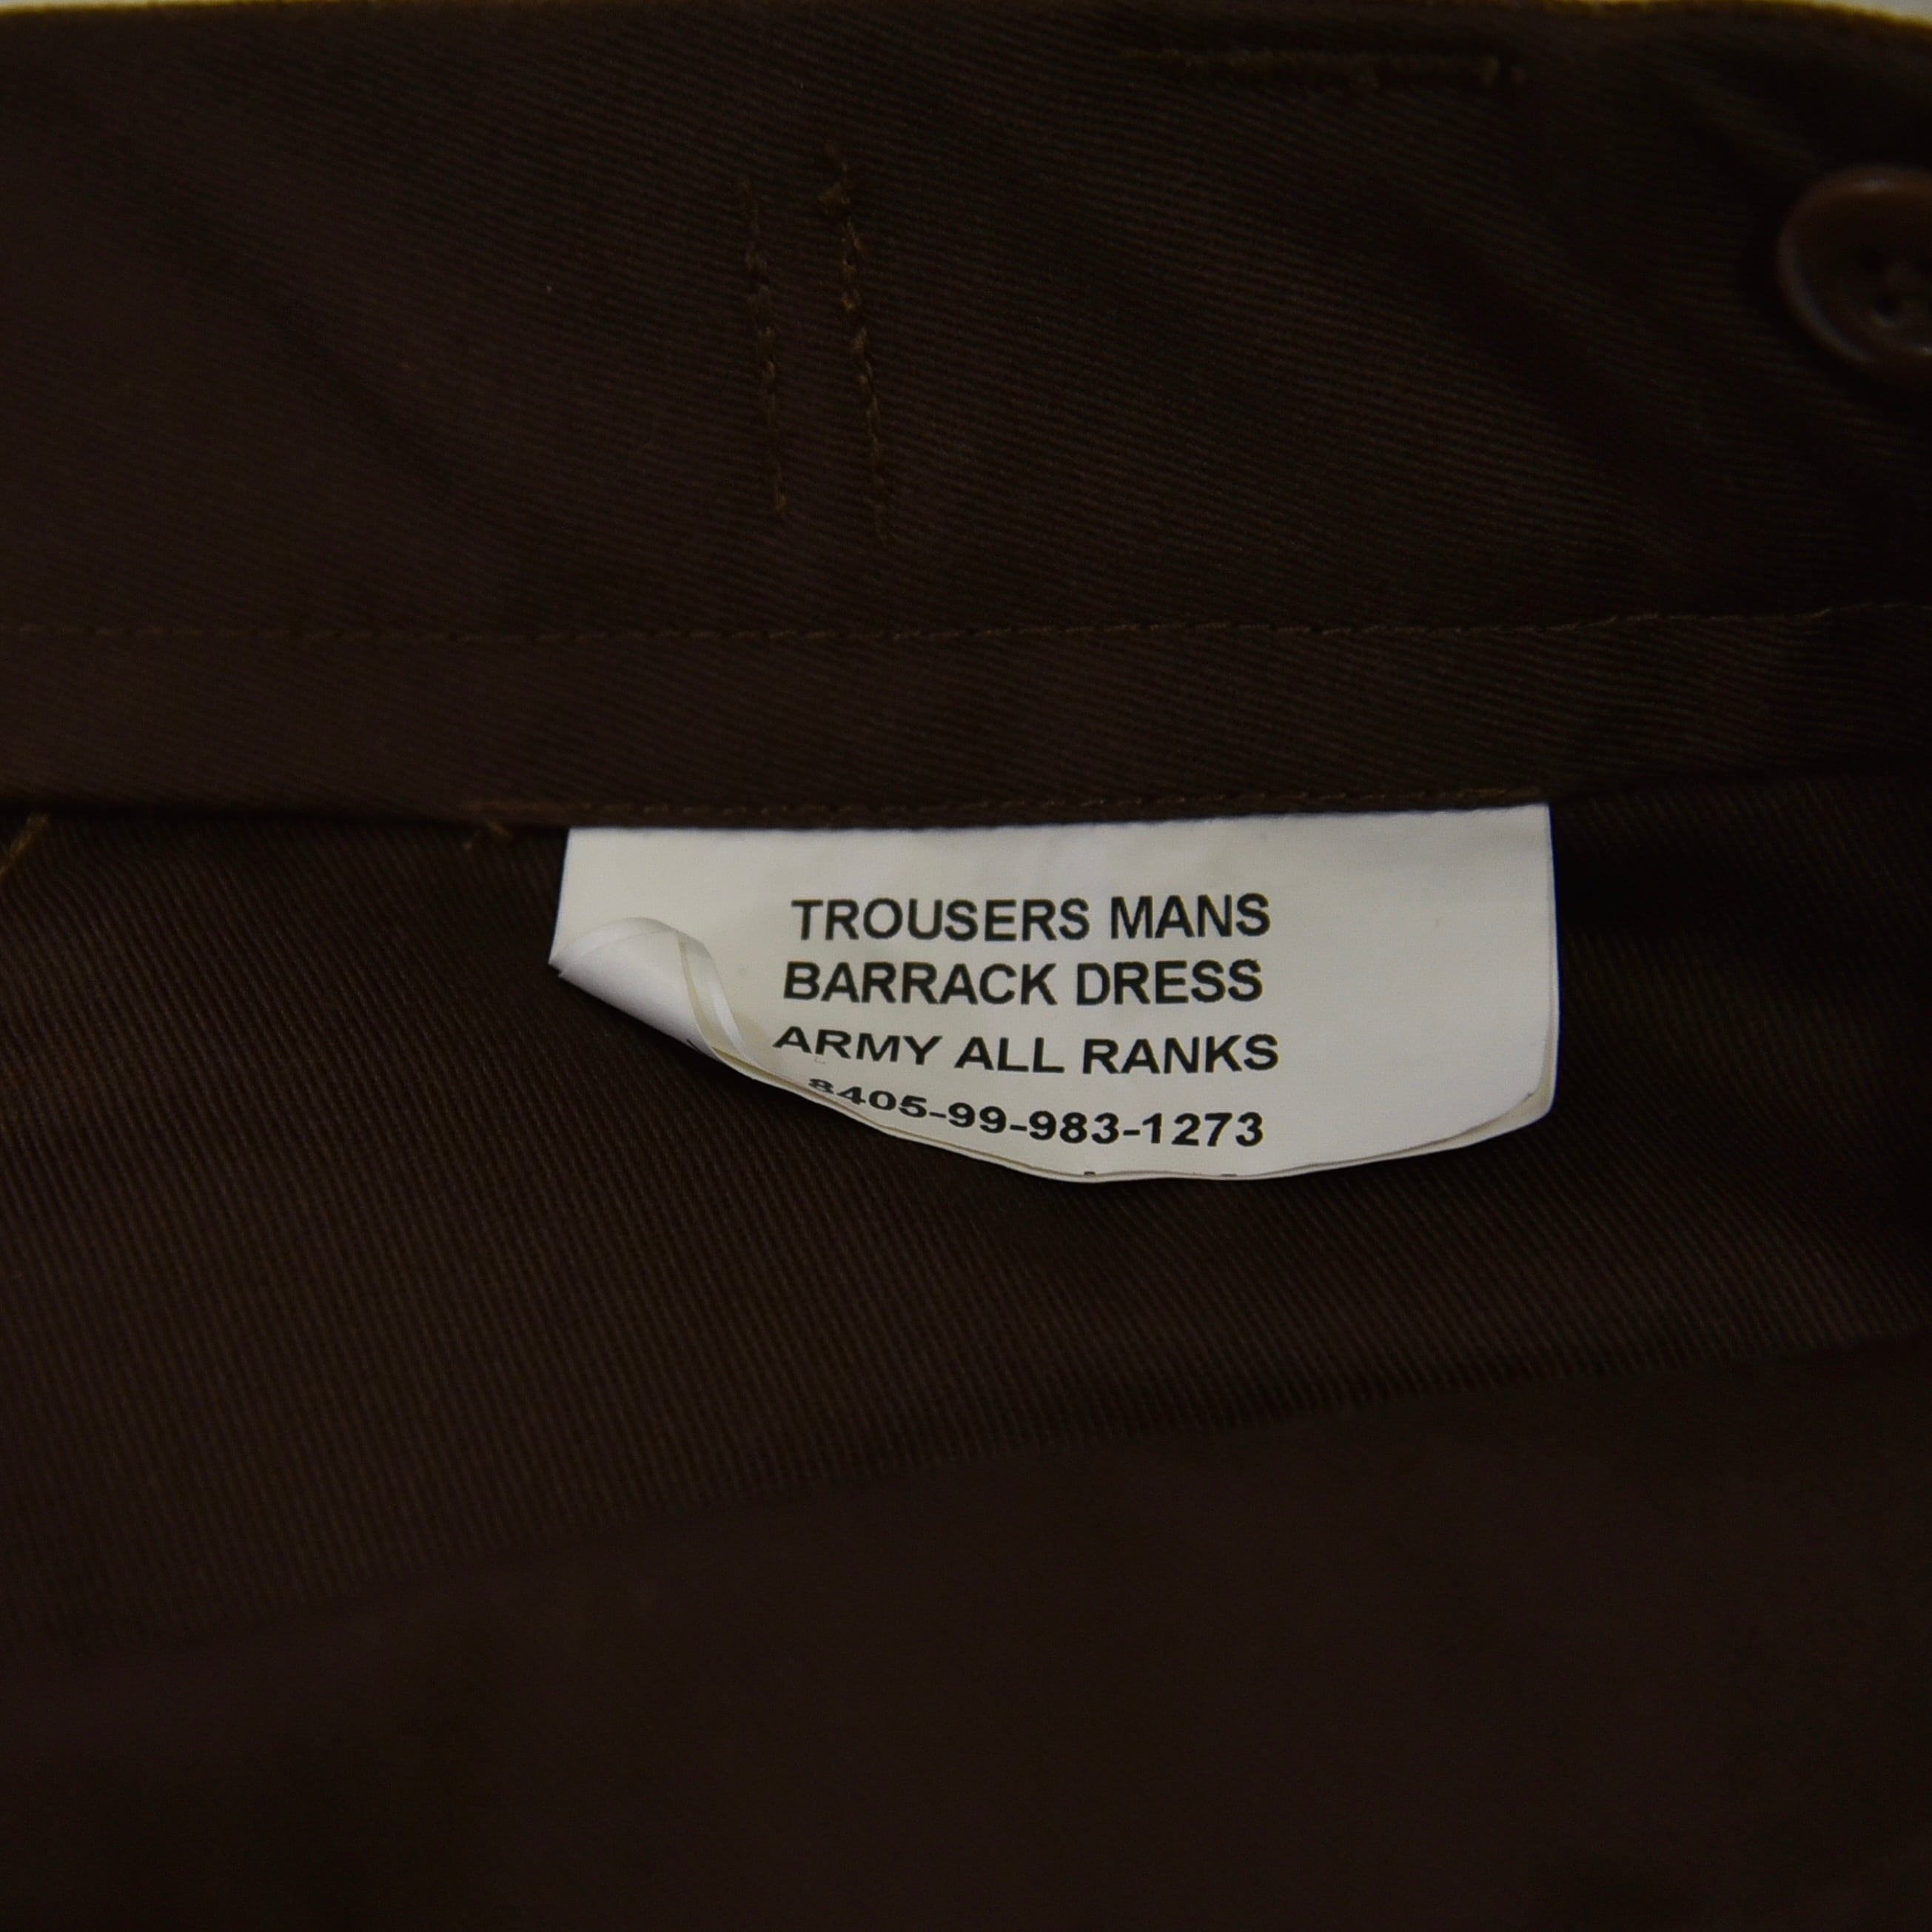 TROUSERS MANS
BARRACK DRESS
ARMY ALL RANKS
8405-99-983-1273